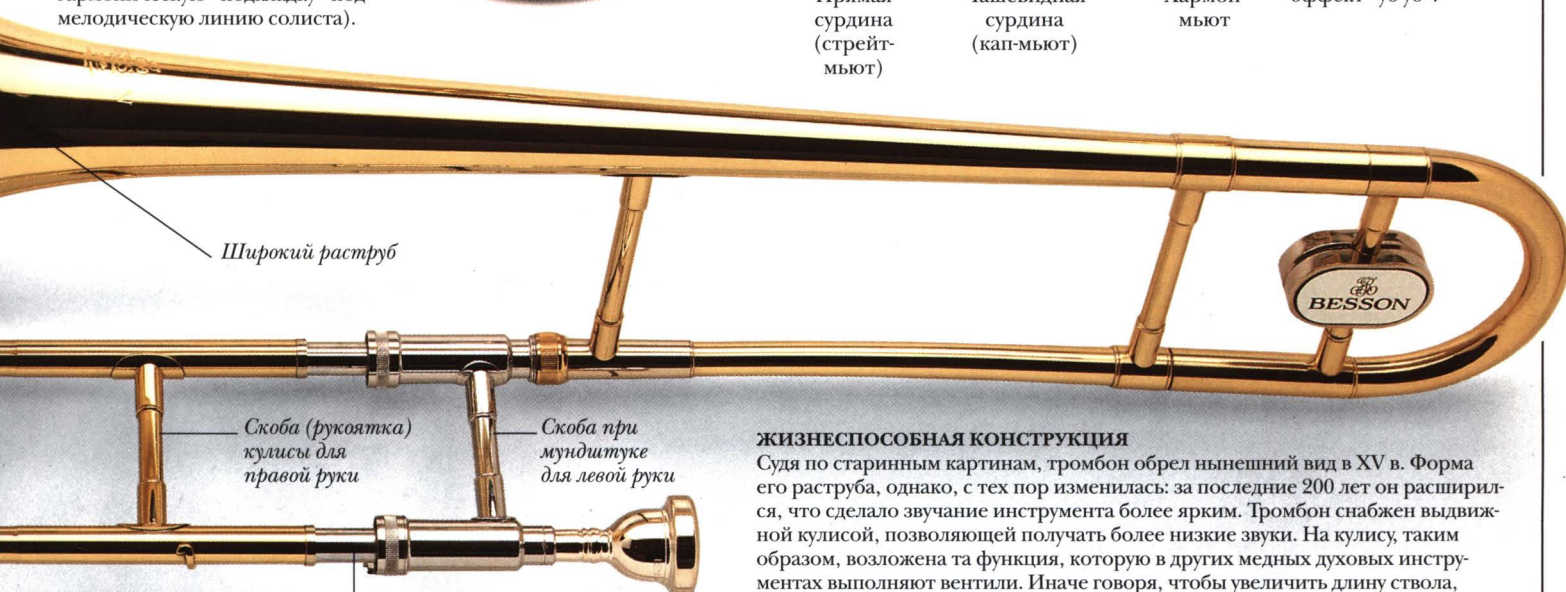 мелодическую линию солиста).
сурдина
(стрейт-
мьют)
сурдина
(кап-мьют)
мьют
Широкий раструб
BESSON
Скоба (рукоятка)
кулисы для
правой руки
Скоба при
мундштуке
для левой руки
ЖИЗНЕСПОСОБНАЯ КОНСТРУКЦИЯ
Судя по старинным картинам, тромбон обрел нынешний вид в XV в. Форма
его раструба, однако, с тех пор изменилась: за последние 200 лет он расширил-
ся, что сделало звучание инструмента более ярким. Тромбон снабжен выдвиж-
ной кулисой, позволяющей получать более низкие звуки. На кулису, таким
образом, возложена та функция, которую в других медных духовых инстру-
ментах выполняют вентили. Иначе говоря, чтобы увеличить длину ствола,